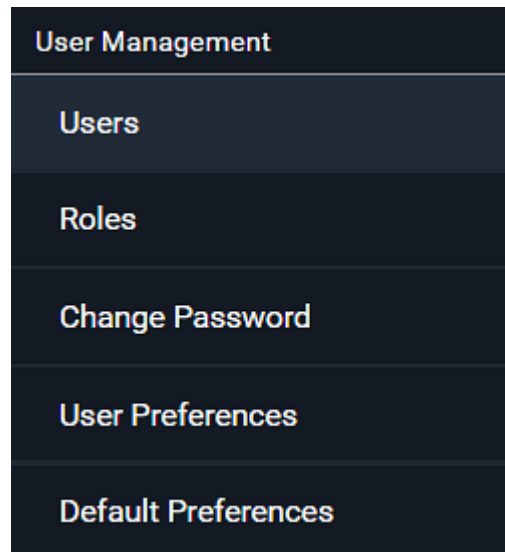 User Management
Users
Roles
Change Password
User Preferences
Default Preferences